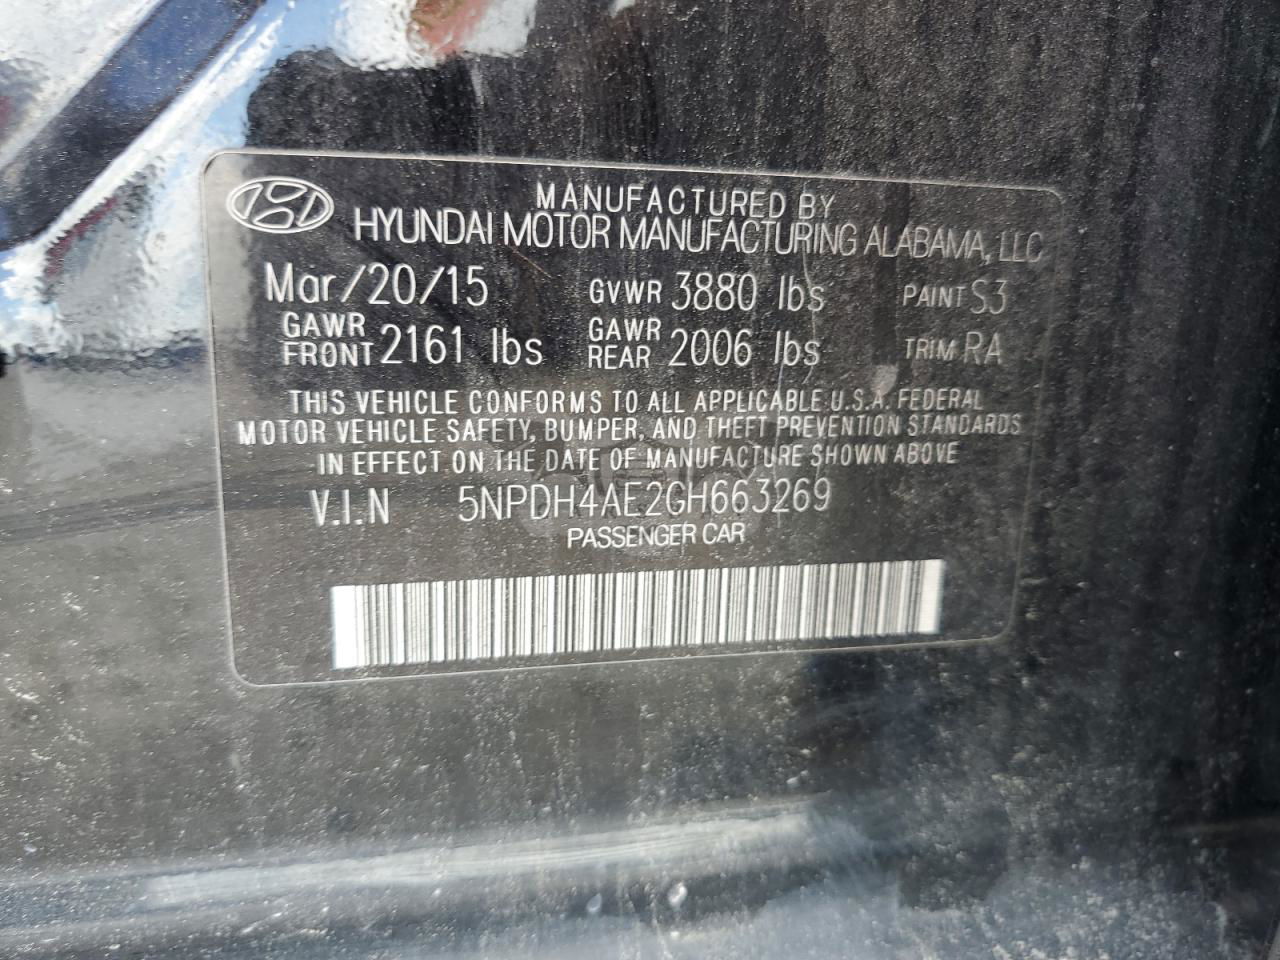 MANUFACTURED BY
HYUNDAI MOTOR MANUFACTURING ALABAMA, LLC
Mar/20/15 GVWR 3880 lbs PAINT S3
GAWR FRONT 2161 lbs GAWR REAR 2006 lbs TRIM RA
THIS VEHICLE CONFORMS TO ALL APPLICABLE U.S.A. FEDERAL
MOTOR VEHICLE SAFETY, BUMPER, AND THEFT PREVENTION STANDARDS
IN EFFECT ON THE DATE OF MANUFACTURE SHOWN ABOVE
V.I.N 5NPDH4AE2GH663269
PASSENGER CAR